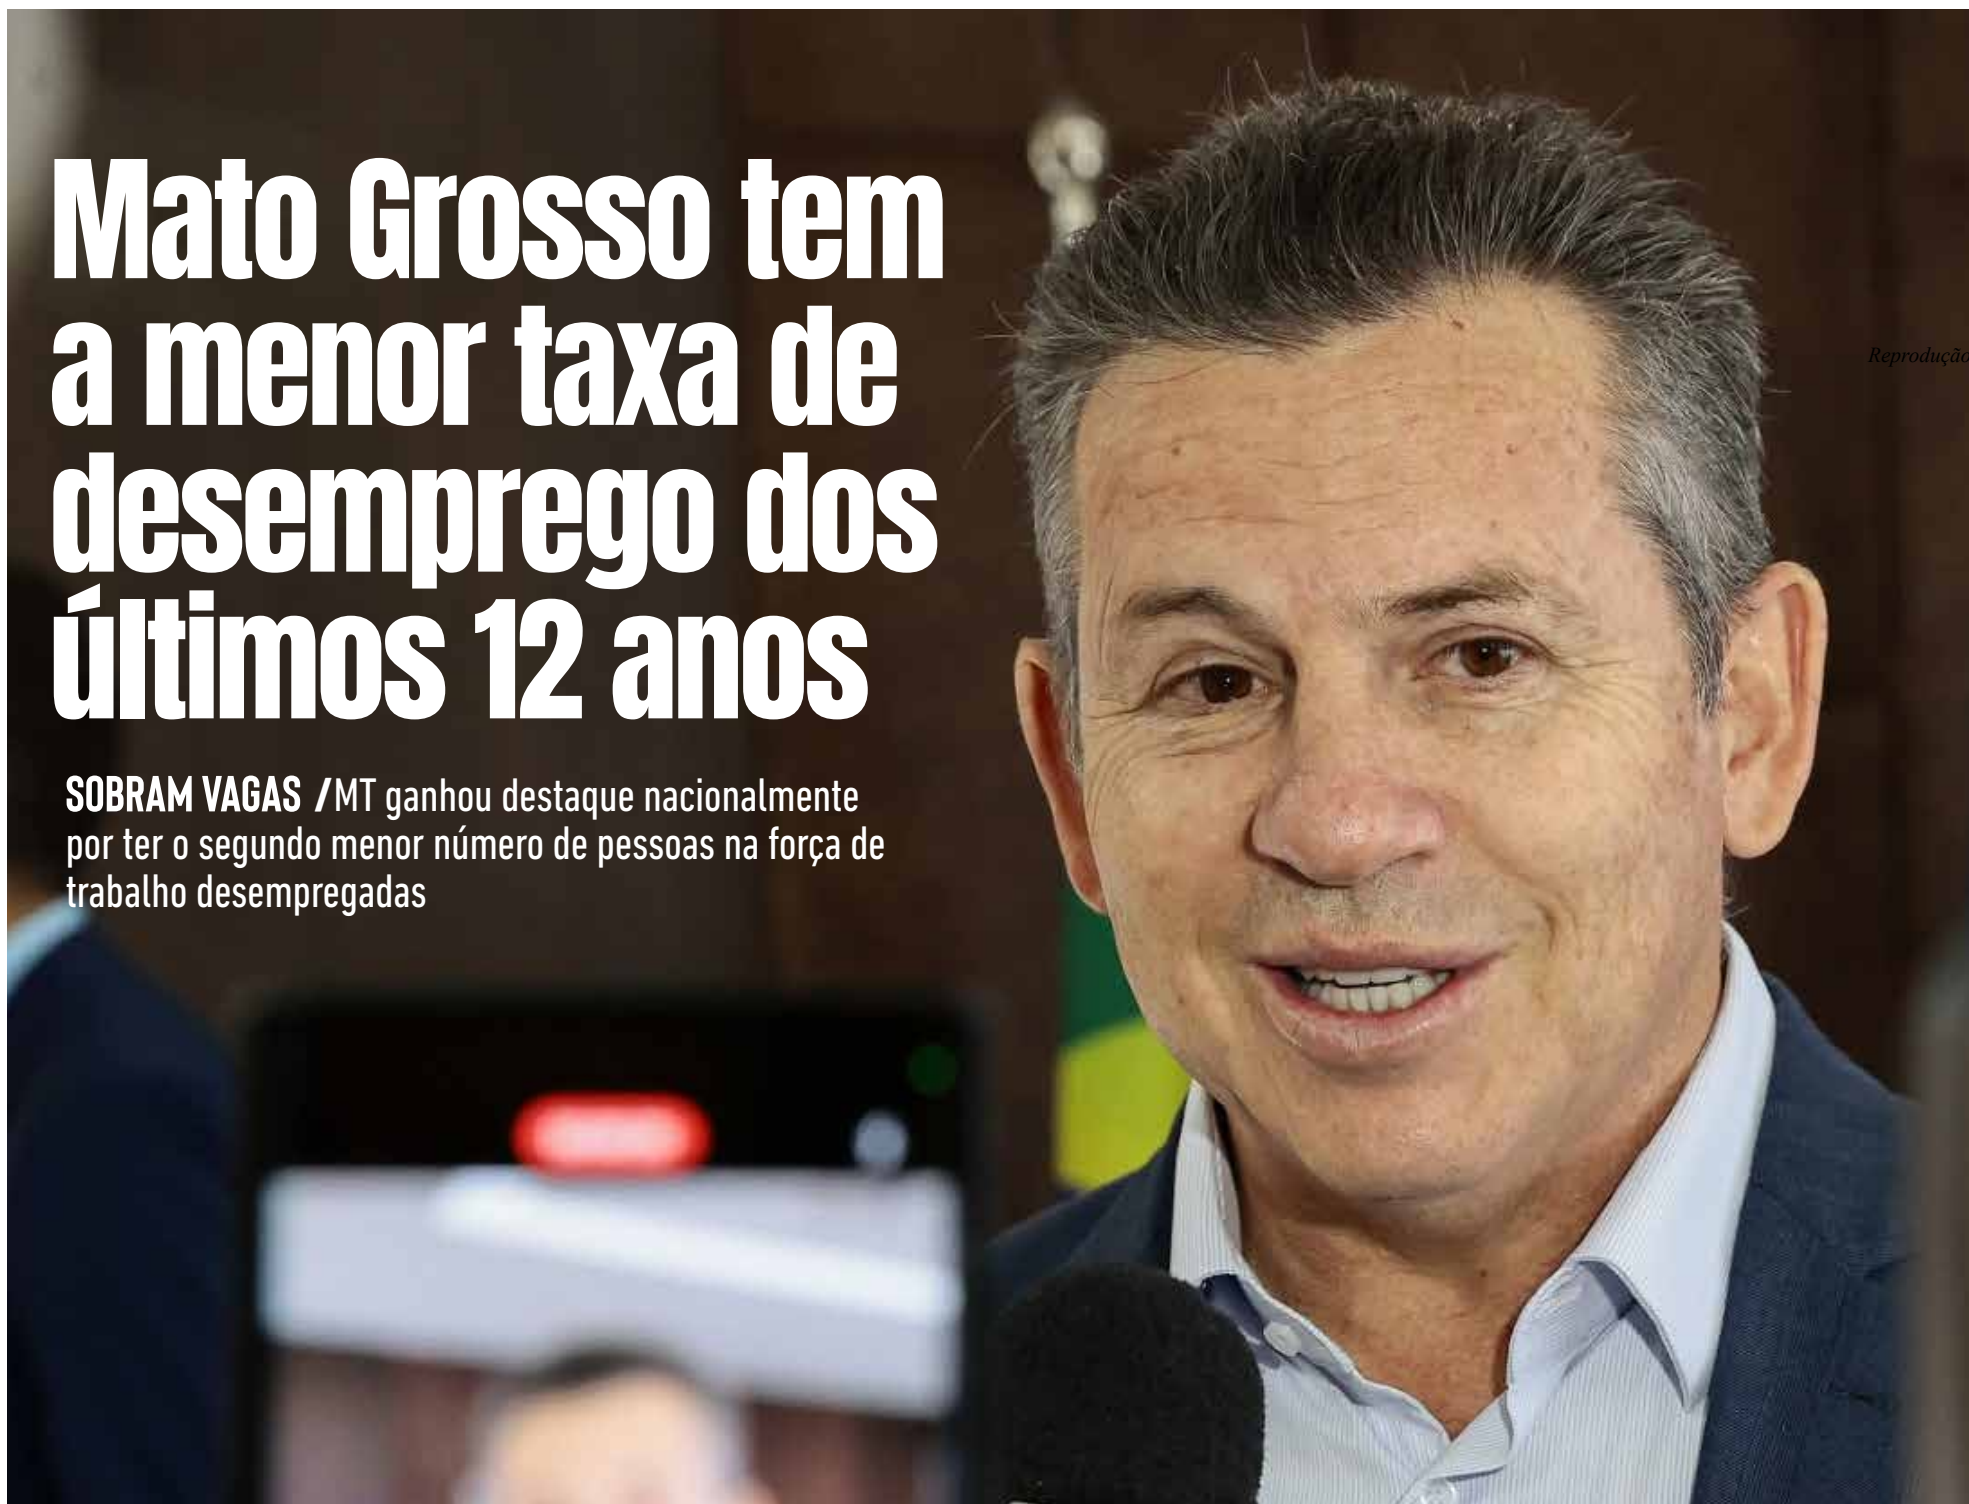 Mato Grosso tem
a menor taxa de
desemprego dos
últimos 12 anos
Reprodução
SOBRAM VAGAS /MT ganhou destaque nacionalmente
por ter o segundo menor número de pessoas na força de
trabalho desempregadas